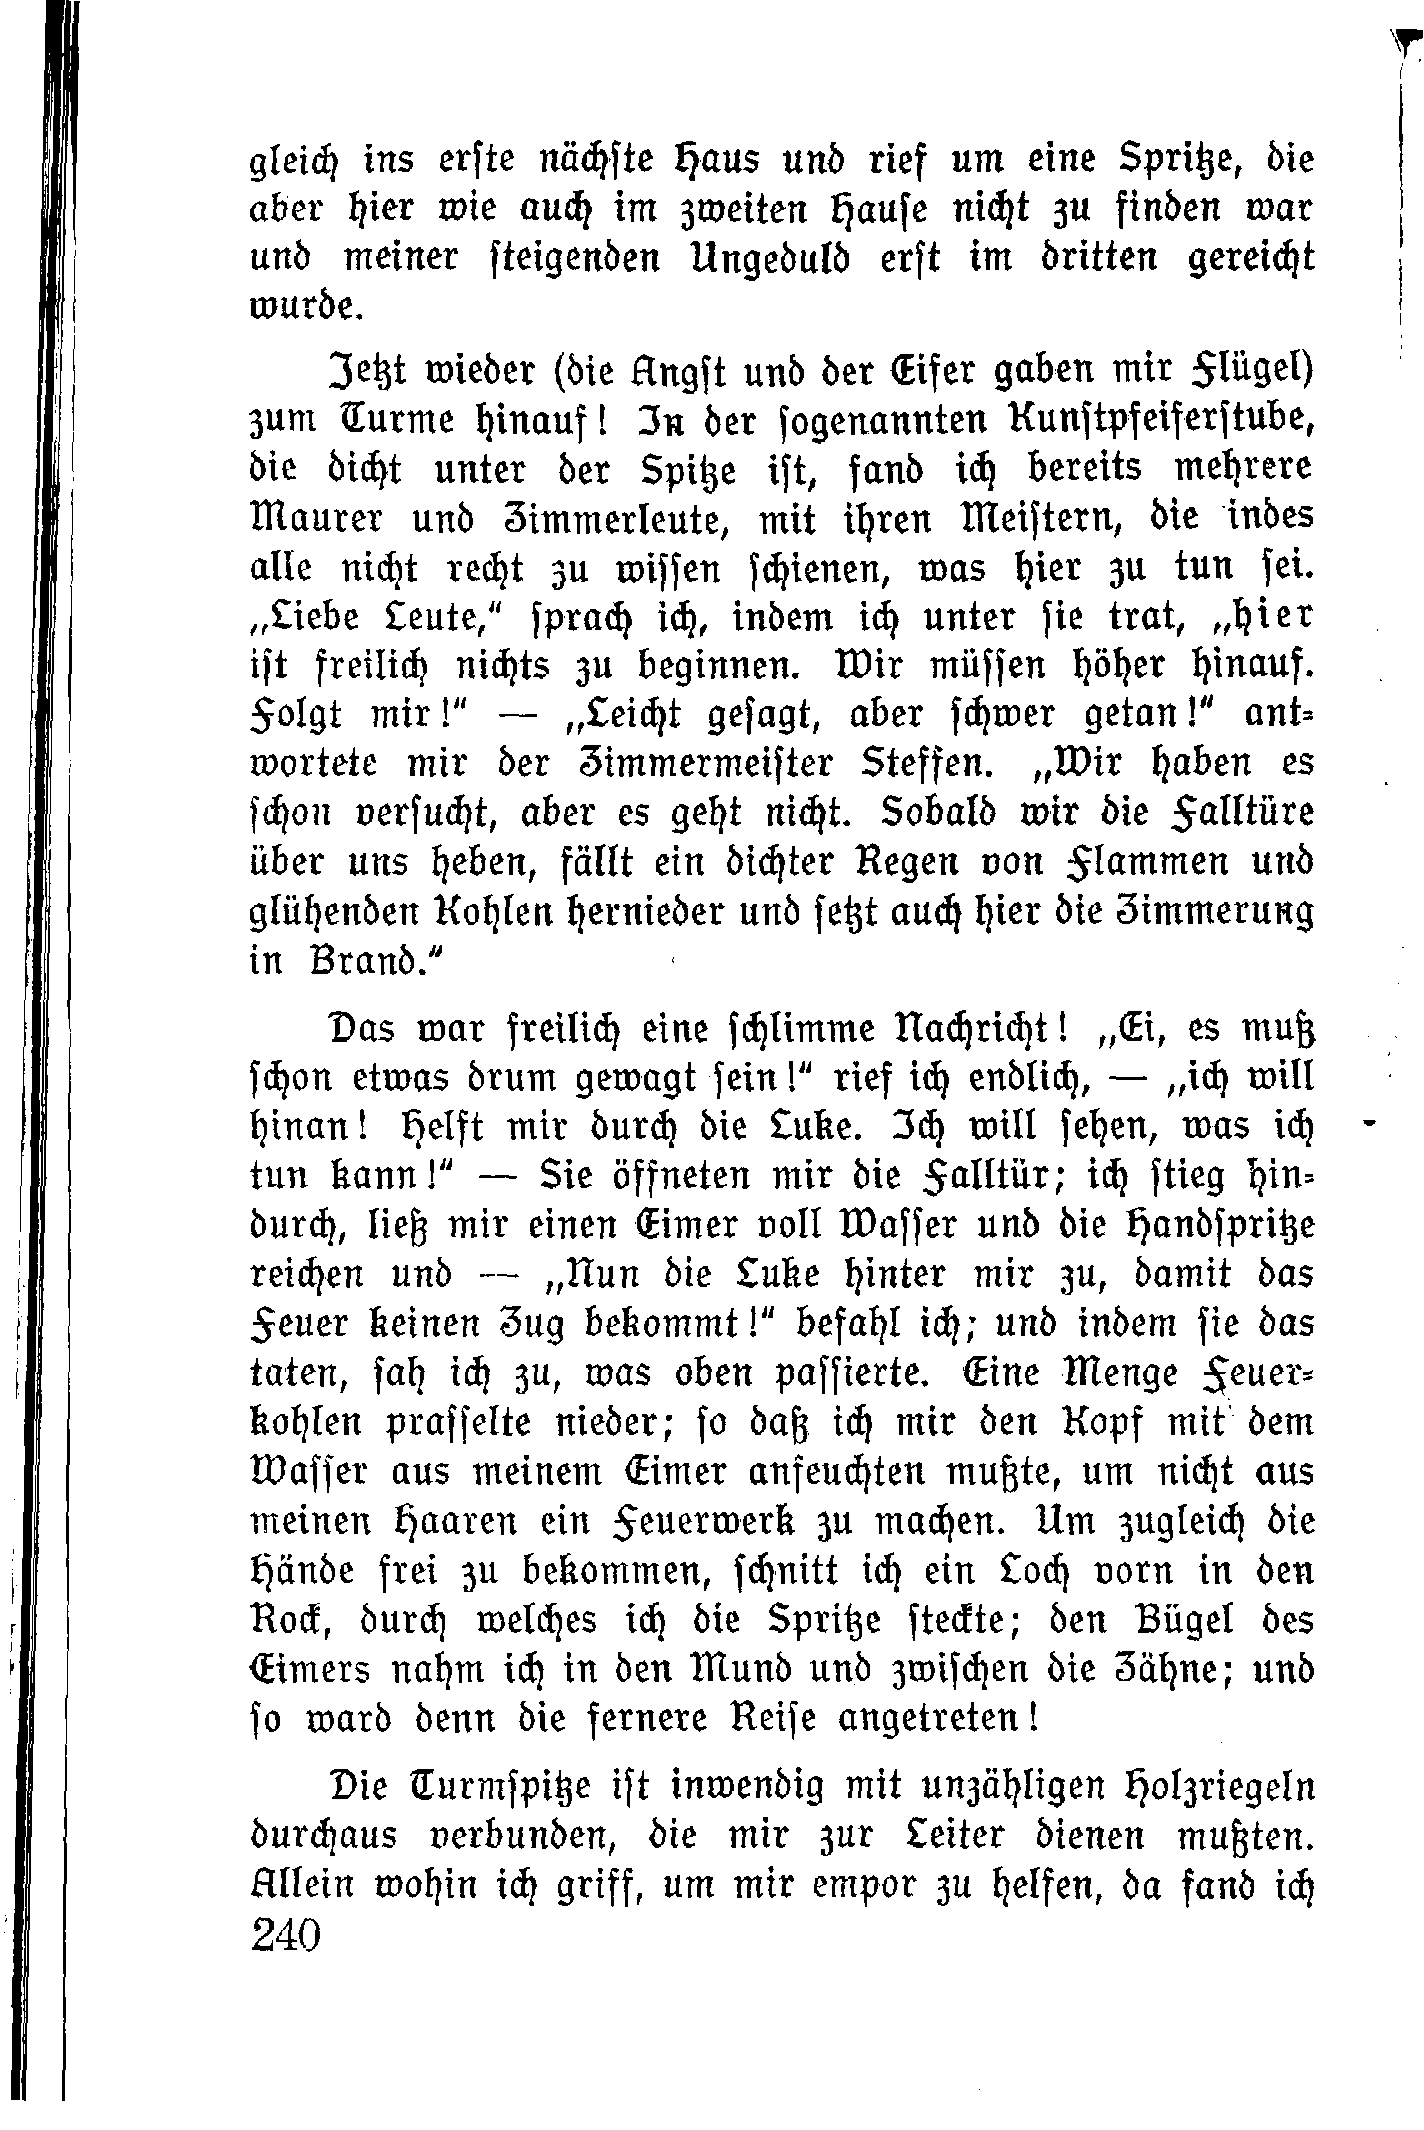 gleich ins erste nächste Haus und rief um eine Spritze, die
aber hier wie auch im zweiten Hause nicht zu finden war
und meiner steigenden Ungeduld erst im dritten gereicht
wurde.
Jetzt wieder (die Angst und der Eifer gaben mir Flügel)
zum Turme hinauf! In der sogenannten Kunstpfeiferstube,
die dicht unter der Spitze ist, fand ich bereits mehrere
Maurer und Zimmerleute, mit ihren Meistern, die indes
alle nicht recht zu wissen schienen, was hier zu tun sei.
„Liebe Leute,“ sprach ich, indem ich unter sie trat, „hier
ist freilich nichts zu beginnen. Wir müssen höher hinauf.
Folgt mir!“ — „Leicht gesagt, aber schwer getan!“ ant-
wortete mir der Zimmermeister Steffen. „Wir haben es
schon versucht, aber es geht nicht. Sobald wir die Falltüre
über uns heben, fällt ein dichter Regen von Flammen und
glühenden Kohlen hernieder und setzt auch hier die Zimmerung
in Brand.“
Das war freilich eine schlimme Nachricht! „Ei, es muß
schon etwas drum gewagt sein!“ rief ich endlich, — „ich will
hinan! Helft mir durch die Luke. Ich will sehen, was ich
tun kann!“ — Sie öffneten mir die Falltür; ich stieg hin-
durch, ließ mir einen Eimer voll Wasser und die Handspritze
reichen und — „Nun die Luke hinter mir zu, damit das
Feuer keinen Zug bekommt!“ befahl ich; und indem sie das
taten, sah ich zu, was oben passierte. Eine Menge Feuer-
kohlen prasselte nieder; so daß ich mir den Kopf mit dem
Wasser aus meinem Eimer anfeuchten mußte, um nicht aus
meinen Haaren ein Feuerwerk zu machen. Um zugleich die
Hände frei zu bekommen, schnitt ich ein Loch vorn in den
Rock, durch welches ich die Spritze steckte; den Bügel des
Eimers nahm ich in den Mund und zwischen die Zähne; und
so ward denn die fernere Reise angetreten!
Die Turmspitze ist inwendig mit unzähligen Holzriegeln
durchaus verbunden, die mir zur Leiter dienen mußten.
Allein wohin ich griff, um mir empor zu helfen, da fand ich
240